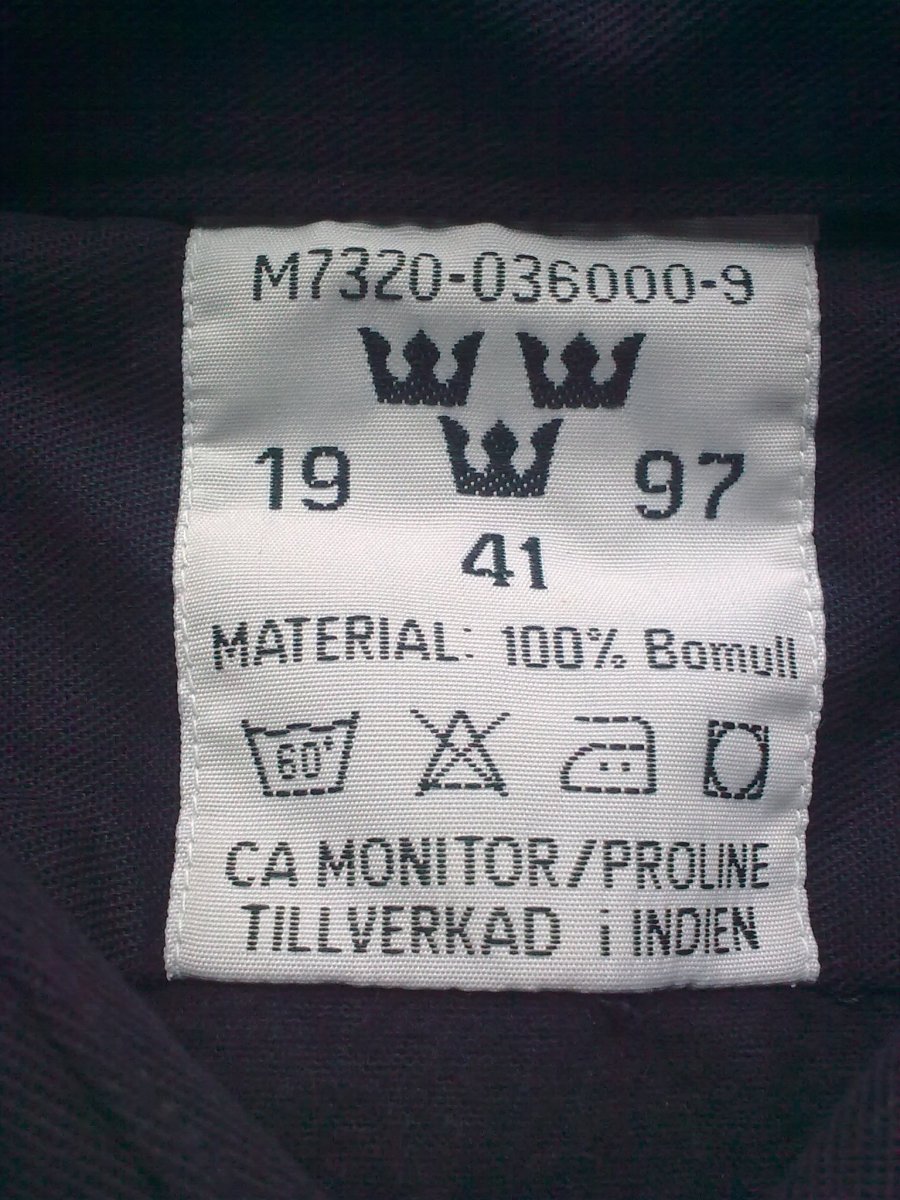 M7320-036000-9
19 97
41
MATERIAL: 100% Bomull
60°
CA MONITOR/PROLINE
TILLVERKAD i INDIEN